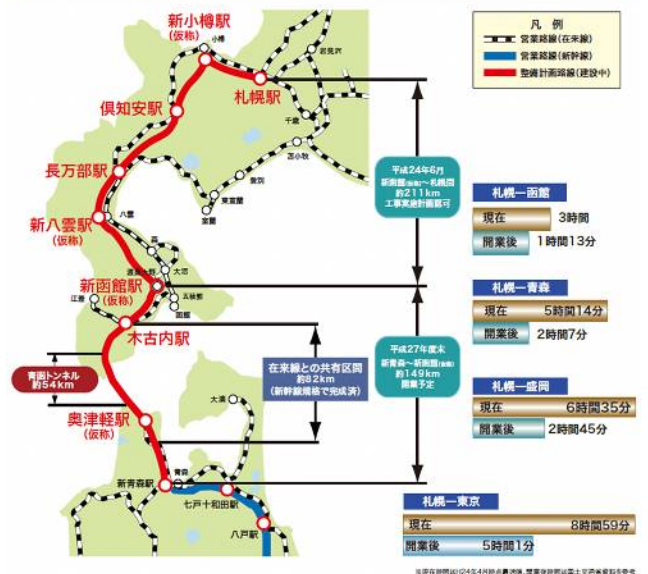 凡 例
営業路線(在来線)
営業路線(新幹線)
整備計画路線(建設中)
新小樽駅
(仮称)
小樽
岩見沢
札幌駅
倶知安駅
千歳
苫小牧
長万部駅
登別
東室蘭
室蘭
新八雲駅
(仮称)
八雲
森
大沼
渡島大野
新函館駅
(仮称)
江差
五稜郭
函館
木古内駅
青函トンネル
約54km
奥津軽駅
(仮称)
大湊
新青森駅
青森
七戸十和田駅
八戸駅
平成24年6月
新函館(仮称)～札幌間
約211km
工事実施計画認可
平成27年度末
新青森～新函館(仮称)
約149km
開業予定
在来線との共有区間
約82km
(新幹線規格で完成済)
札幌ー函館
現在 3時間
開業後 1時間13分
札幌ー青森
現在 5時間14分
開業後 2時間7分
札幌ー盛岡
現在 6時間35分
開業後 2時間45分
札幌ー東京
現在 8時間59分
開業後 5時間1分